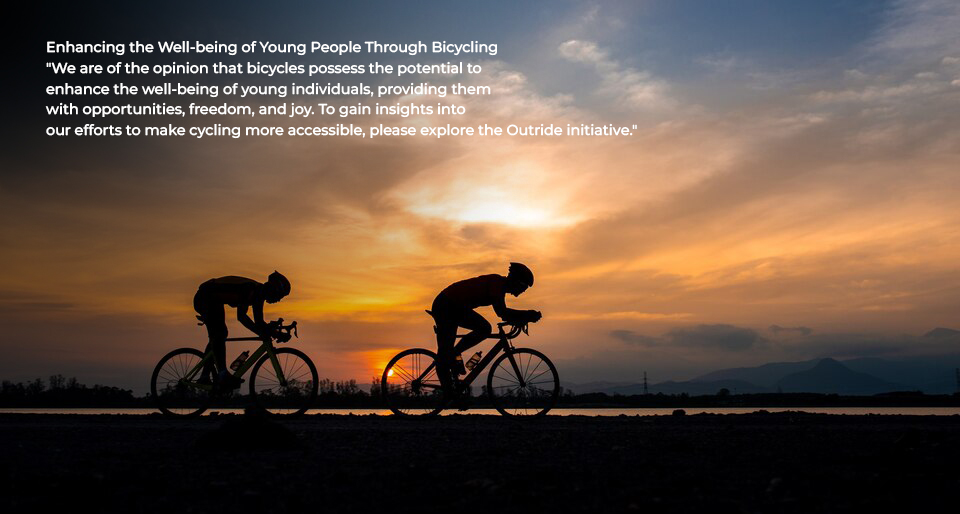 Enhancing the Well-being of Young People Through Bicycling
"We are of the opinion that bicycles possess the potential to
enhance the well-being of young individuals, providing them
with opportunities, freedom, and joy. To gain insights into
our efforts to make cycling more accessible, please explore the Outride initiative."